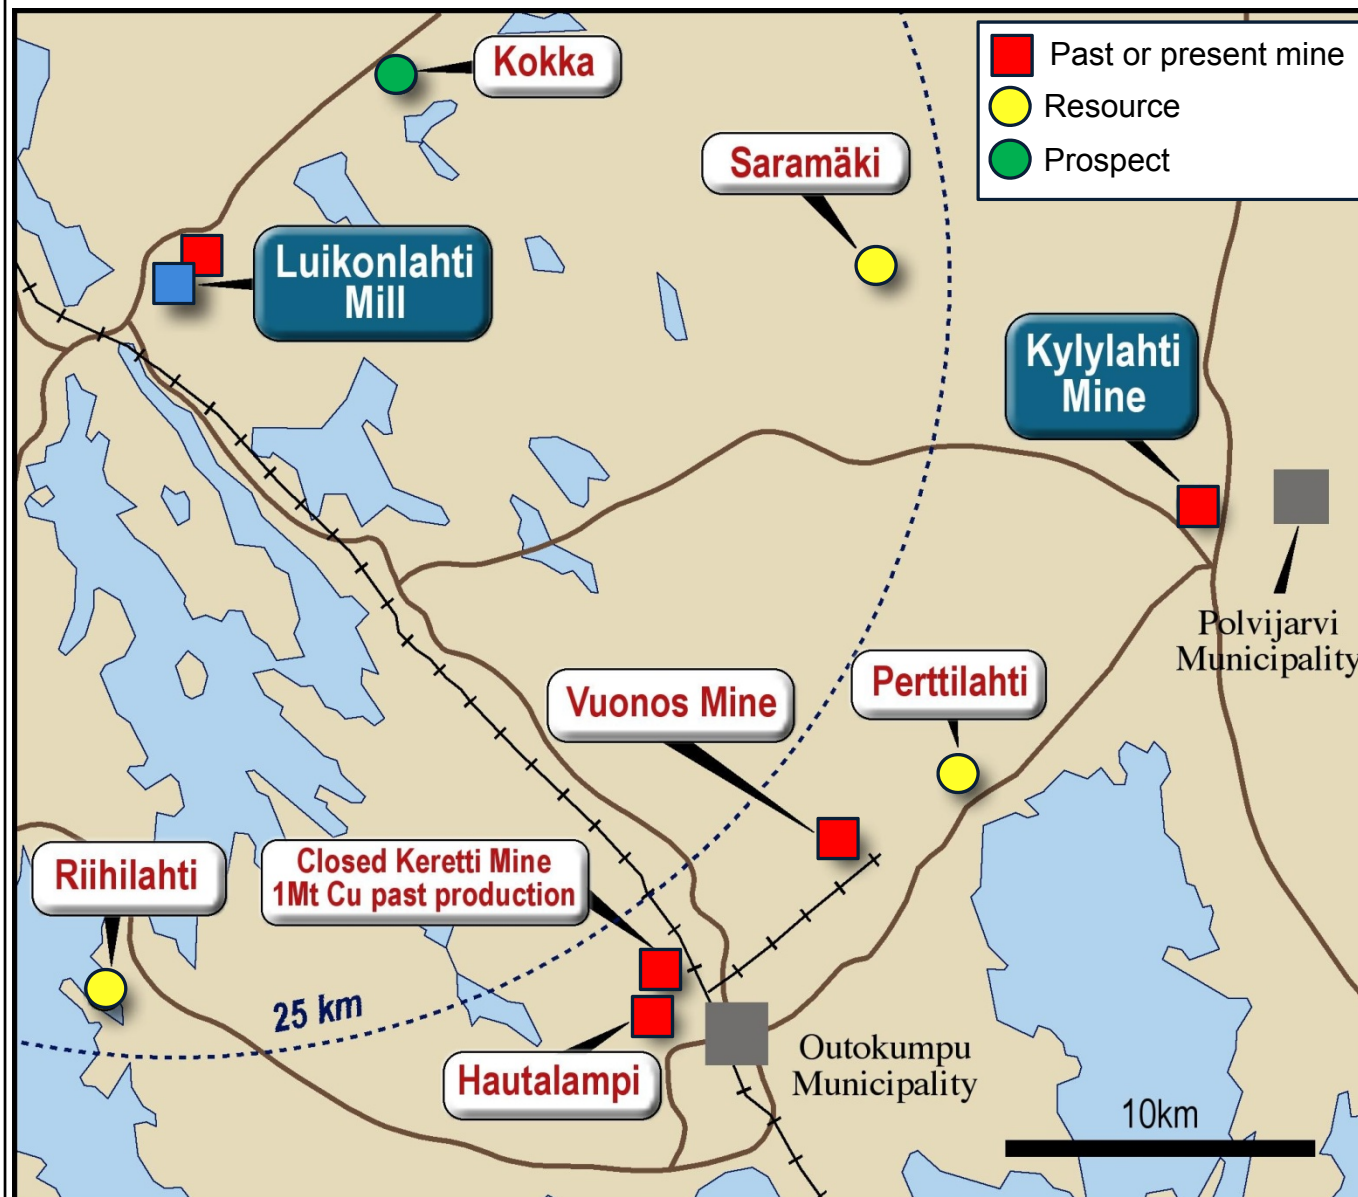 Kokka
Past or present mine
Resource
Prospect
Saramäki
Luikonlahti
Mill
Kylylahti
Mine
Polvijarvi
Municipality
Vuonos Mine
Perttilahti
Riihilahti
Closed Keretti Mine
1Mt Cu past production
25 km
Hautalampi
Outokumpu
Municipality
10km